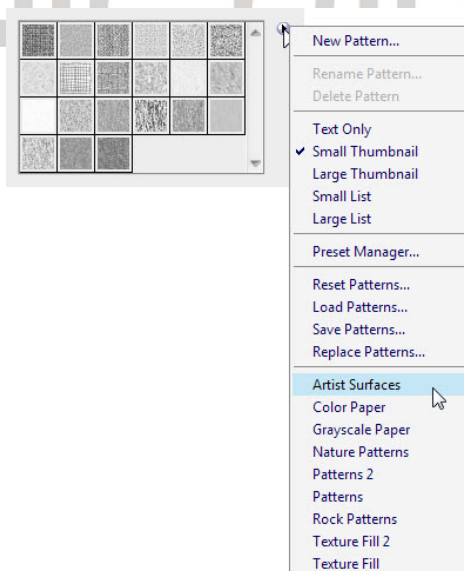 New Pattern...
Rename Pattern...
Delete Pattern
Text Only
Small Thumbnail
Large Thumbnail
Small List
Large List
Preset Manager...
Reset Patterns...
Load Patterns...
Save Patterns...
Replace Patterns...
Artist Surfaces
Color Paper
Grayscale Paper
Nature Patterns
Patterns 2
Patterns
Rock Patterns
Texture Fill 2
Texture Fill